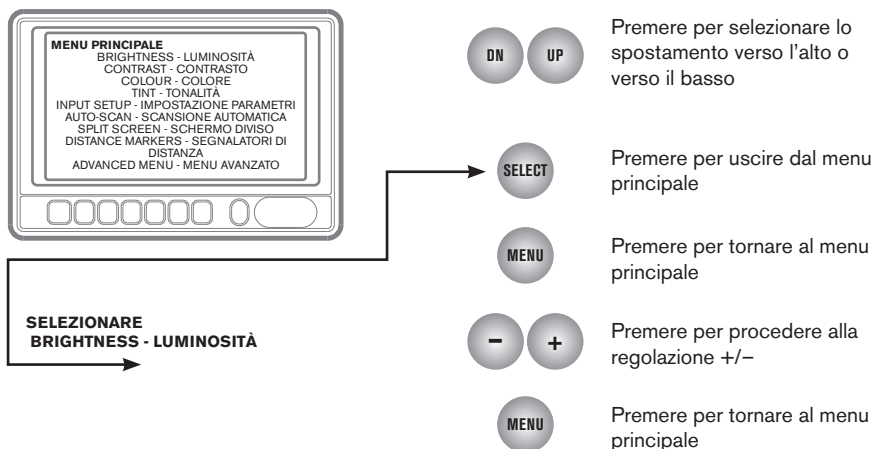 MENU PRINCIPALE
BRIGHTNESS - LUMINOSITÀ
CONTRAST - CONTRASTO
COLOUR - COLORE
TINT - TONALITÀ
INPUT SETUP - IMPOSTAZIONE PARAMETRI
AUTO-SCAN - SCANSIONE AUTOMATICA
SPLIT SCREEN - SCHERMO DIVISO
DISTANCE MARKERS - SEGNALATORI DI
DISTANZA
ADVANCED MENU - MENU AVANZATO
SELEZIONARE
BRIGHTNESS - LUMINOSITÀ
DN UP
Premere per selezionare lo
spostamento verso l'alto o
verso il basso
SELECT
Premere per uscire dal menu
principale
MENU
Premere per tornare al menu
principale
- +
Premere per procedere alla
regolazione +/−
MENU
Premere per tornare al menu
principale